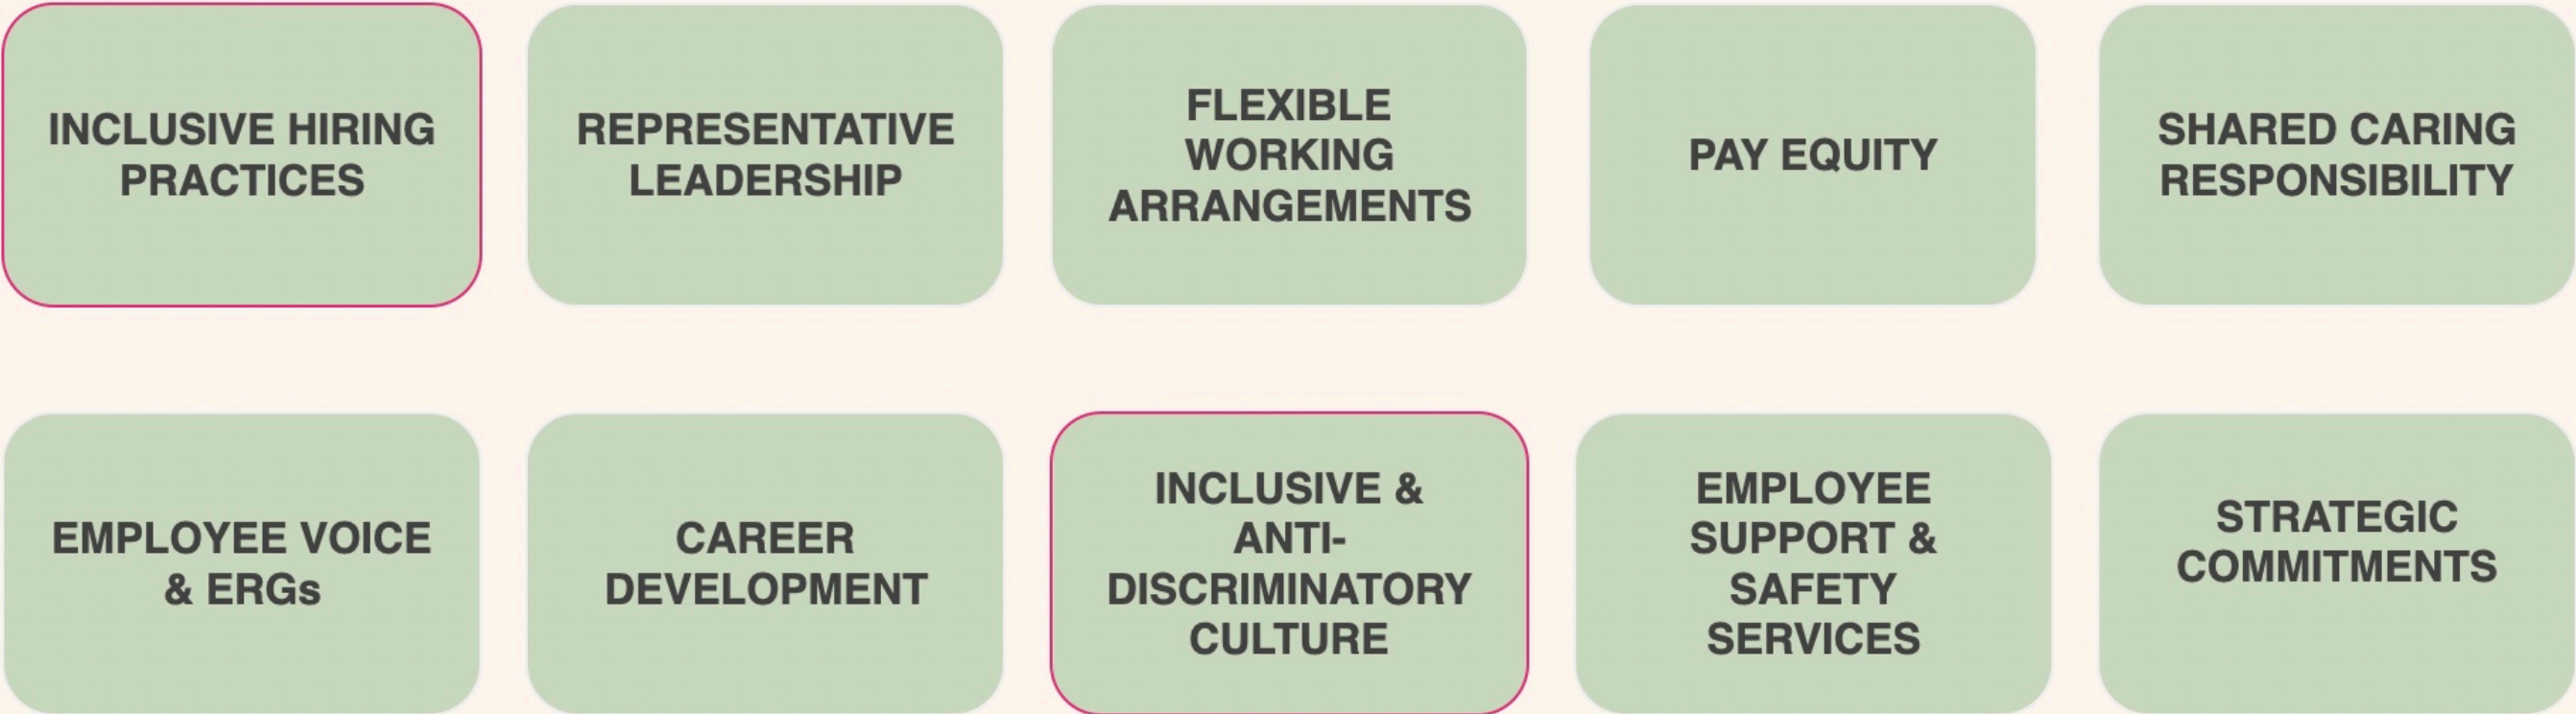 INCLUSIVE HIRING
PRACTICES
REPRESENTATIVE
LEADERSHIP
FLEXIBLE
WORKING
ARRANGEMENTS
PAY EQUITY
SHARED CARING
RESPONSIBILITY
EMPLOYEE VOICE
& ERGs
CAREER
DEVELOPMENT
INCLUSIVE &
ANTI-
DISCRIMINATORY
CULTURE
EMPLOYEE
SUPPORT &
SAFETY
SERVICES
STRATEGIC
COMMITMENTS